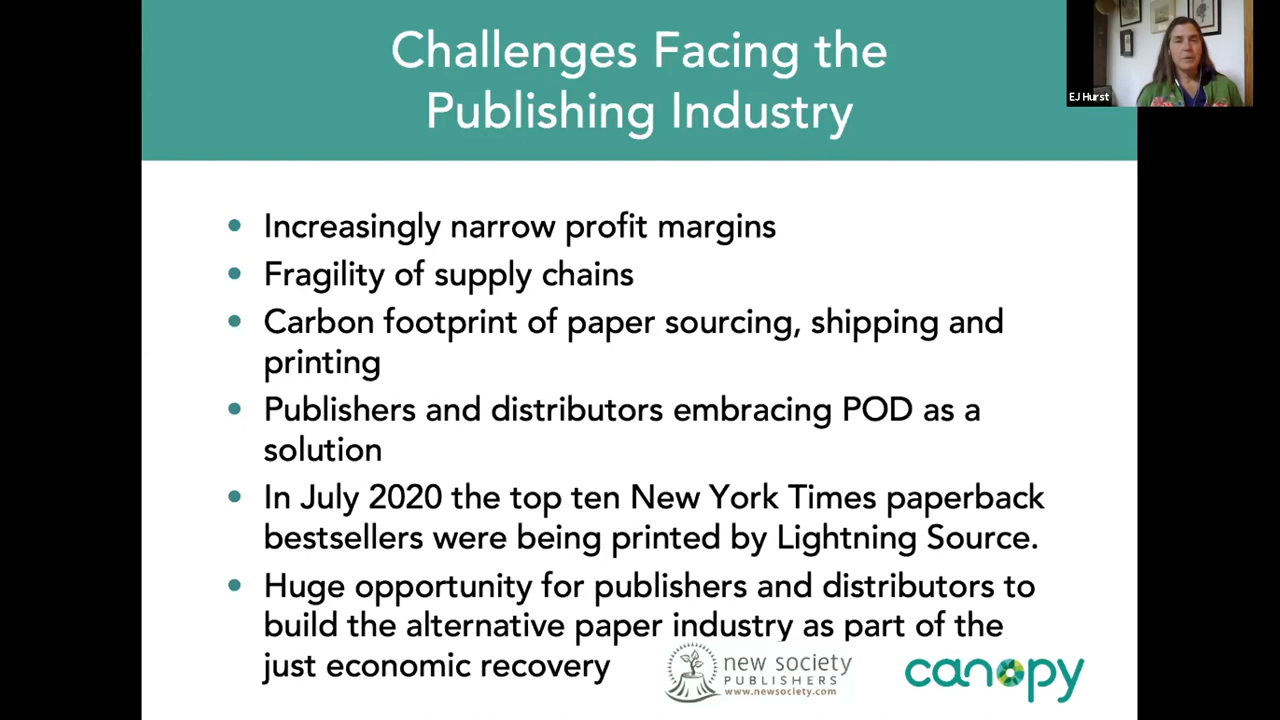 Challenges Facing the
Publishing Industry
EJ Hurst
• Increasingly narrow profit margins
• Fragility of supply chains
• Carbon footprint of paper sourcing, shipping and
printing
• Publishers and distributors embracing POD as a
solution
• In July 2020 the top ten New York Times paperback
bestsellers were being printed by Lightning Source.
• Huge opportunity for publishers and distributors to
build the alternative paper industry as part of the
just economic recovery
new society
PUBLISHERS
www.newsociety.com
canopy